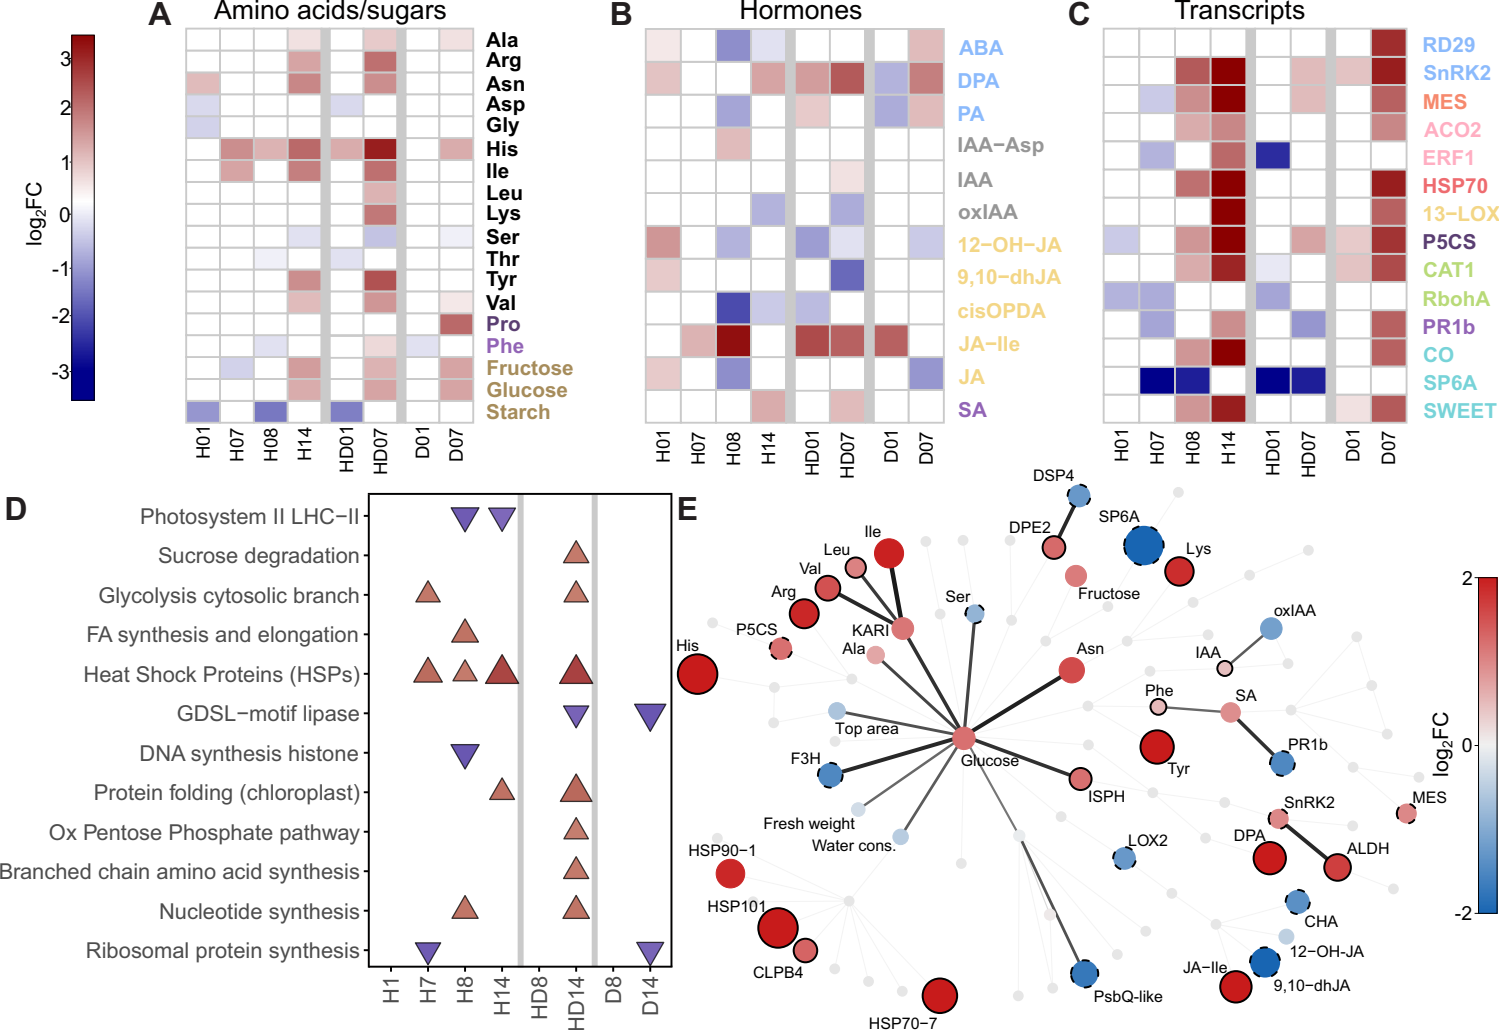 A
Amino acids/sugars
B
Hormones
C
Transcripts
3
2
1
0
-1
-2
-3
log2FC
Ala
Arg
Asn
Asp
Gly
His
Ile
Leu
Lys
Ser
Thr
Tyr
Val
Pro
Phe
Fructose
Glucose
Starch
H01
H07
H08
H14
HD01
HD07
D01
D07
ABA
DPA
PA
IAA−Asp
IAA
oxIAA
12−OH−JA
9,10−dhJA
cisOPDA
JA−Ile
JA
SA
H01
H07
H08
H14
HD01
HD07
D01
D07
RD29
SnRK2
MES
ACO2
ERF1
HSP70
13−LOX
P5CS
CAT1
RbohA
PR1b
CO
SP6A
SWEET
H01
H07
H08
H14
HD01
HD07
D01
D07
D
Photosystem II LHC−II
Sucrose degradation
Glycolysis cytosolic branch
FA synthesis and elongation
Heat Shock Proteins (HSPs)
GDSL−motif lipase
DNA synthesis histone
Protein folding (chloroplast)
Ox Pentose Phosphate pathway
Branched chain amino acid synthesis
Nucleotide synthesis
Ribosomal protein synthesis
H1
H7
H8
H14
HD8
HD14
D8
D14
E
DSP4
DPE2
SP6A
Lys
Ile
Leu
Val
Arg
P5CS
His
KARI
Ala
Ser
Fructose
Asn
oxIAA
IAA
Phe
SA
PR1b
Tyr
Top area
F3H
Glucose
ISPH
Fresh weight
Water cons.
SnRK2
MES
DPA
ALDH
LOX2
HSP90−1
HSP101
CLPB4
HSP70−7
PsbQ-like
CHA
12−OH-JA
9,10−dhJA
JA−Ile
2
0
-2
log2FC